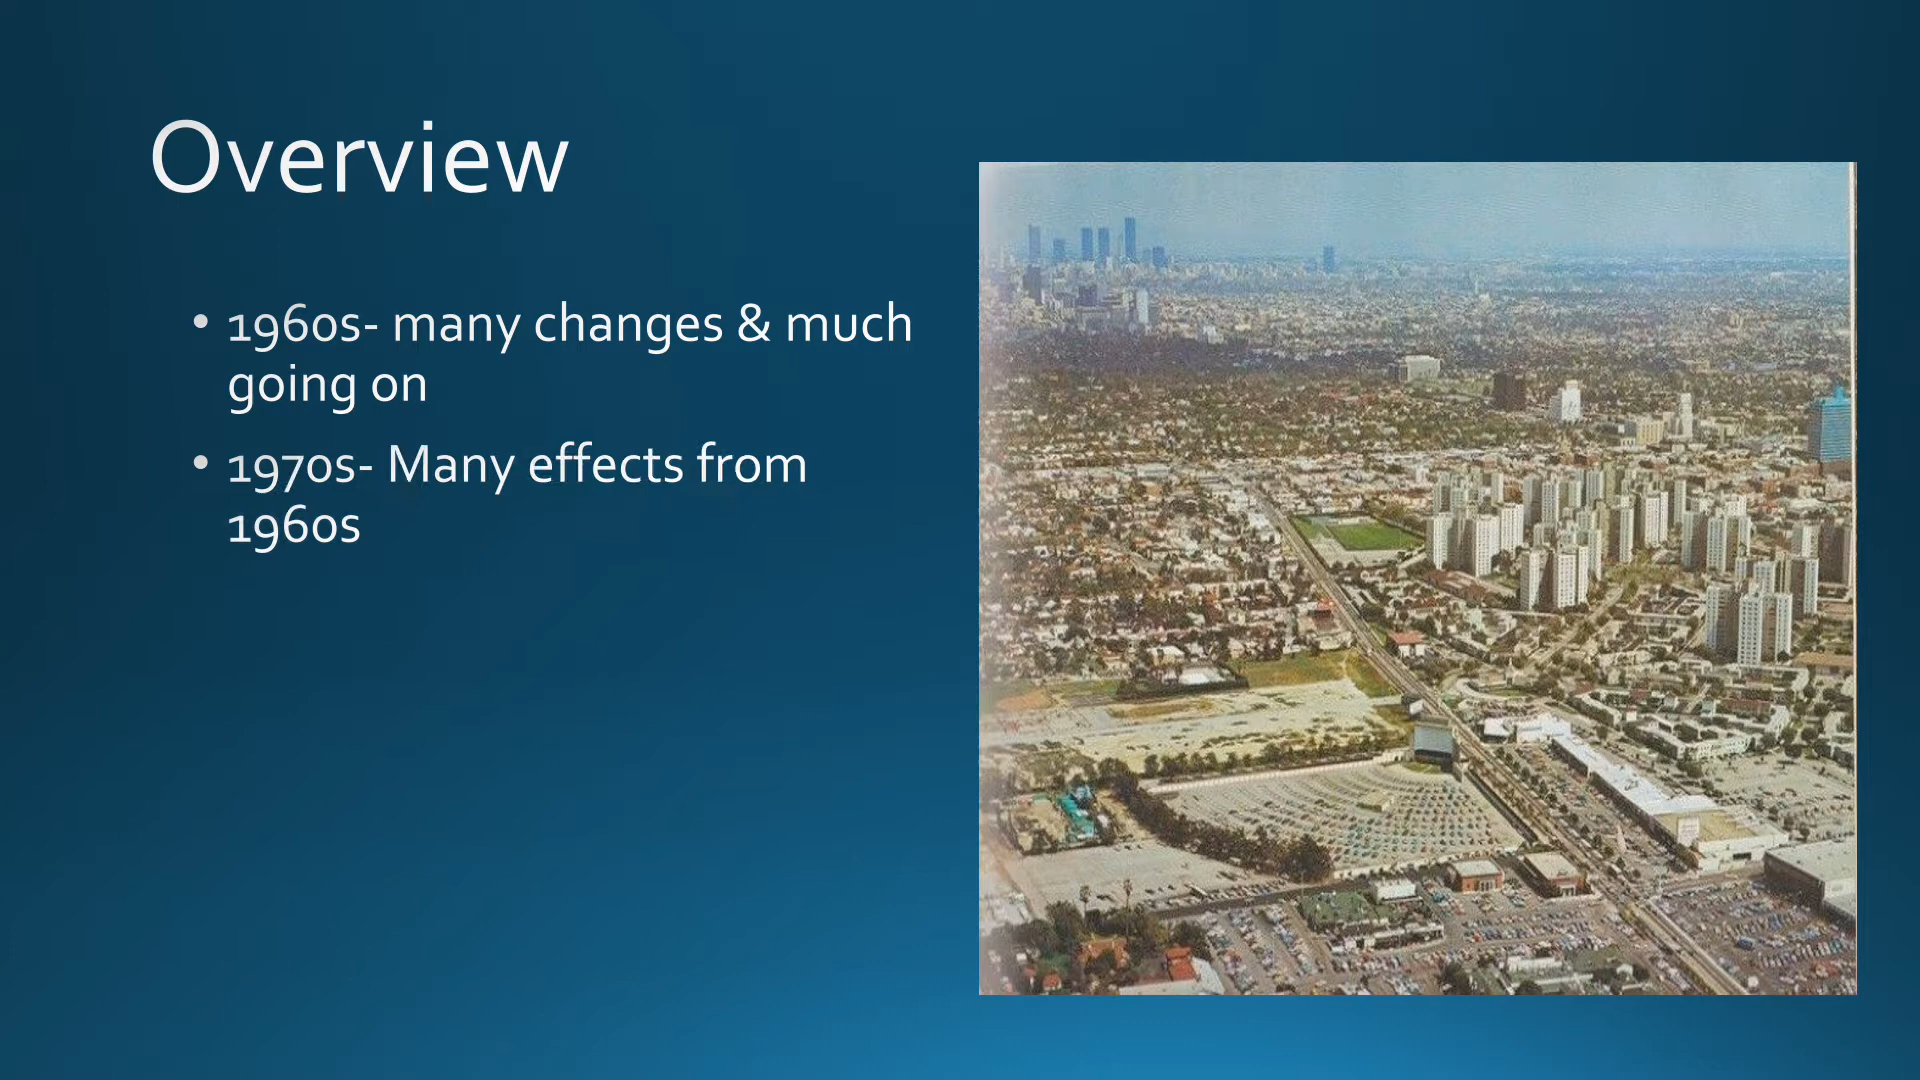 Overview
• 1960s- many changes & much
going on
• 1970s- Many effects from
1960s